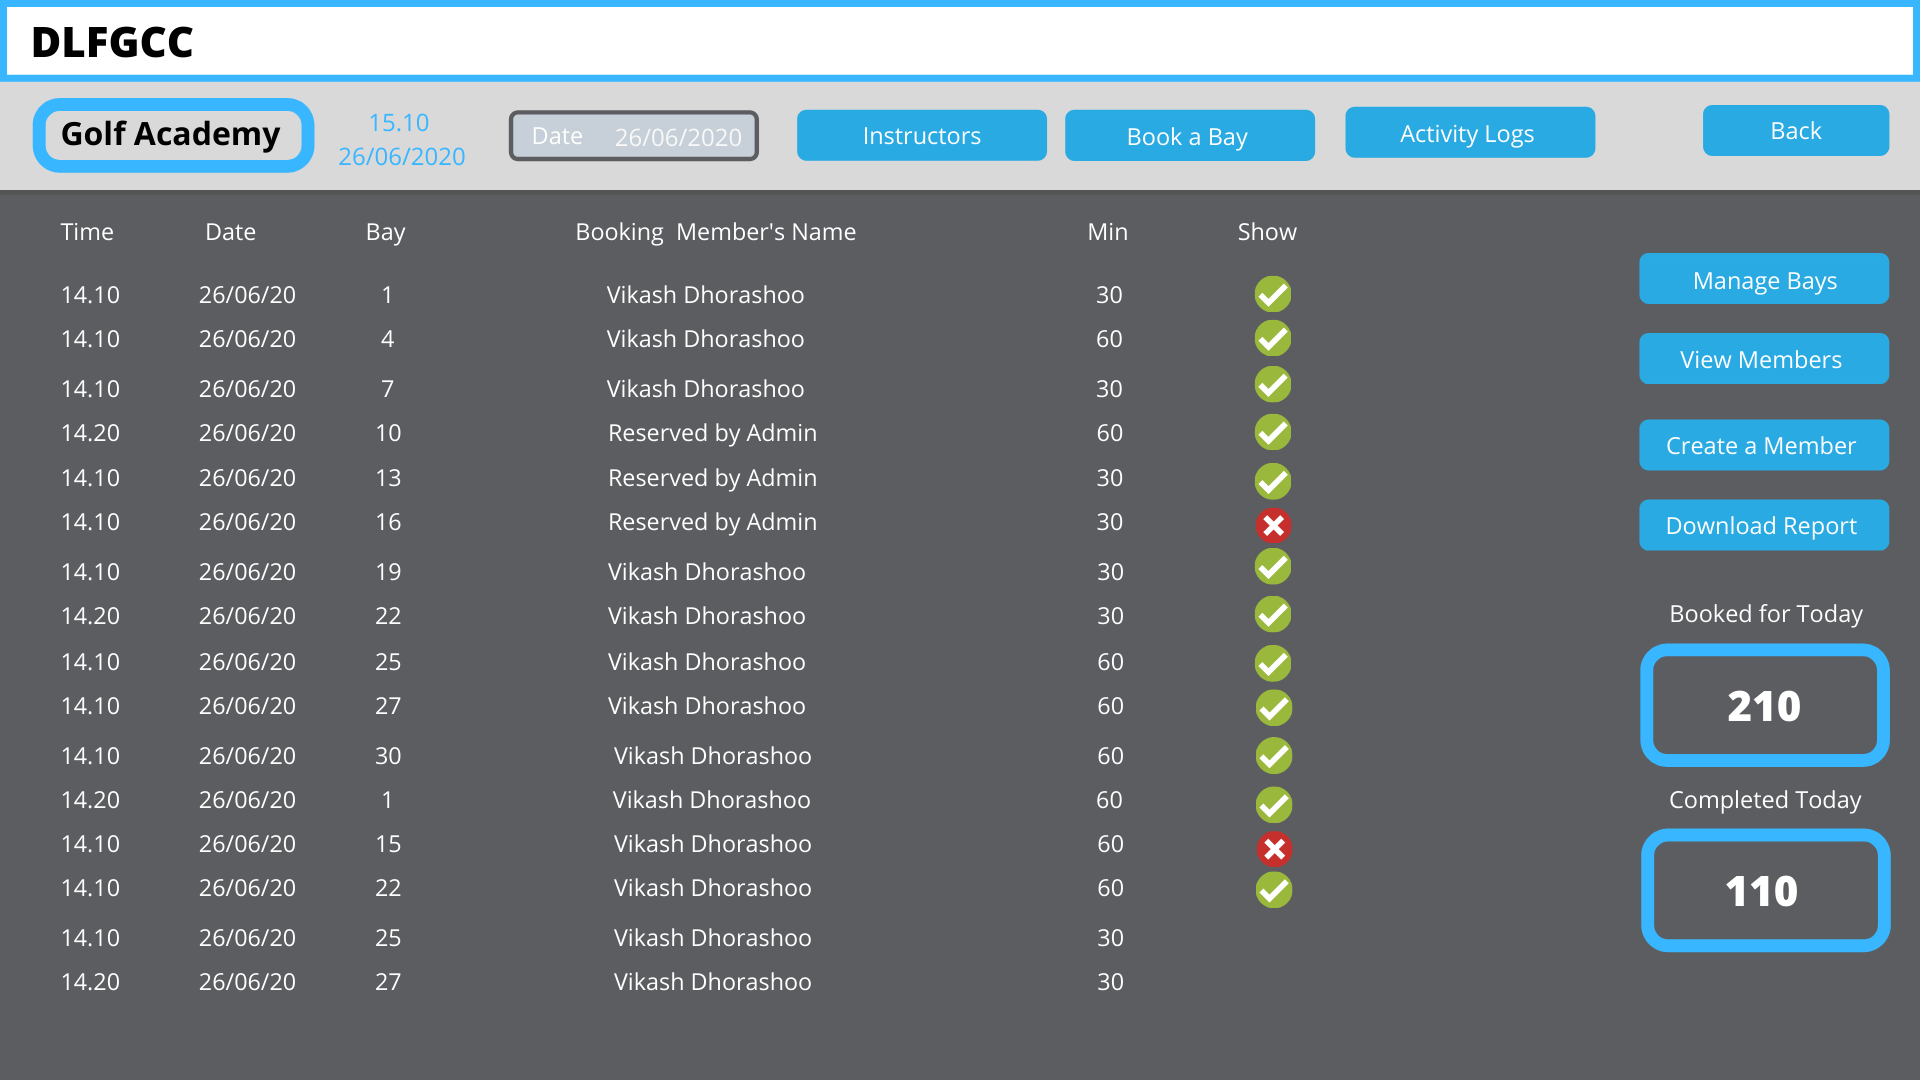 DLFGCC
Golf Academy
15.10
26/06/2020
Date 26/06/2020
Instructors
Book a Bay
Activity Logs
Back
Time Date Bay Booking Member's Name Min Show
14.10 26/06/20 1 Vikash Dhorashoo 30
14.10 26/06/20 4 Vikash Dhorashoo 60
14.10 26/06/20 7 Vikash Dhorashoo 30
14.20 26/06/20 10 Reserved by Admin 60
14.10 26/06/20 13 Reserved by Admin 30
14.10 26/06/20 16 Reserved by Admin 30
14.10 26/06/20 19 Vikash Dhorashoo 30
14.20 26/06/20 22 Vikash Dhorashoo 30
14.10 26/06/20 25 Vikash Dhorashoo 60
14.10 26/06/20 27 Vikash Dhorashoo 60
14.10 26/06/20 30 Vikash Dhorashoo 60
14.20 26/06/20 1 Vikash Dhorashoo 60
14.10 26/06/20 15 Vikash Dhorashoo 60
14.10 26/06/20 22 Vikash Dhorashoo 60
14.10 26/06/20 25 Vikash Dhorashoo 30
14.20 26/06/20 27 Vikash Dhorashoo 30
Manage Bays
View Members
Create a Member
Download Report
Booked for Today
210
Completed Today
110